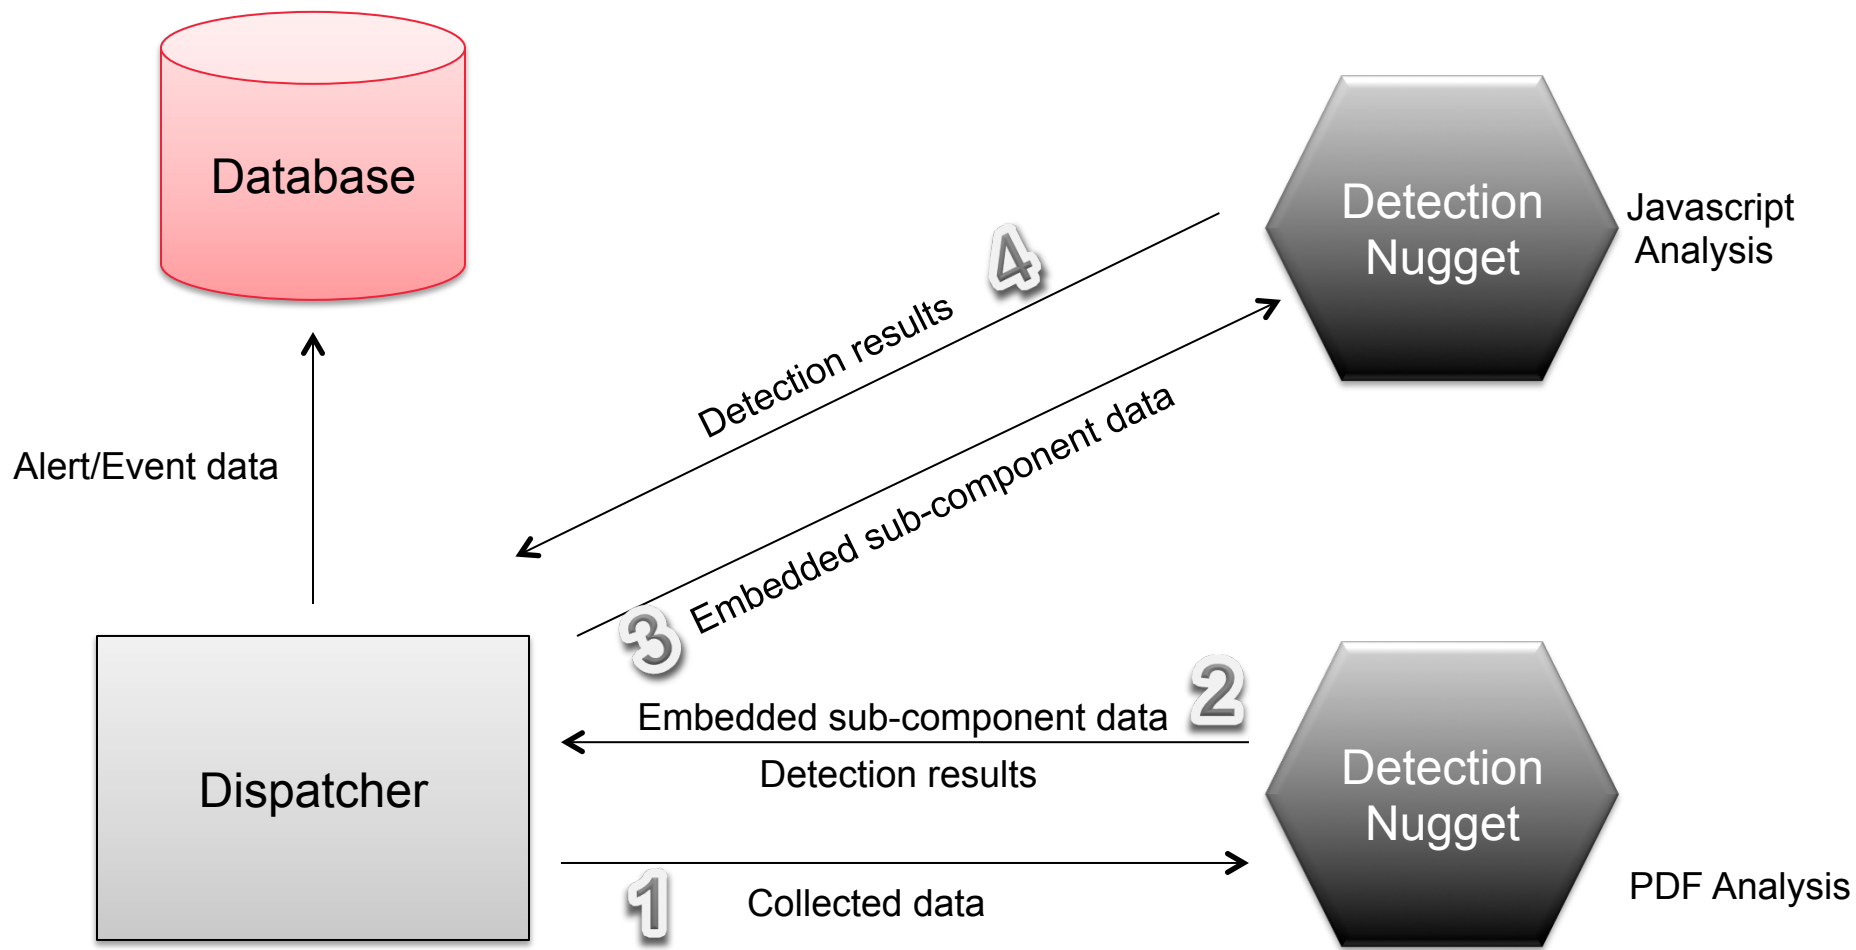 Database
Detection
Nugget
Javascript
Analysis
4
Detection results
Alert/Event data
Embedded sub-component data
3
2
Embedded sub-component data
Detection results
Dispatcher
Detection
Nugget
PDF Analysis
1
Collected data